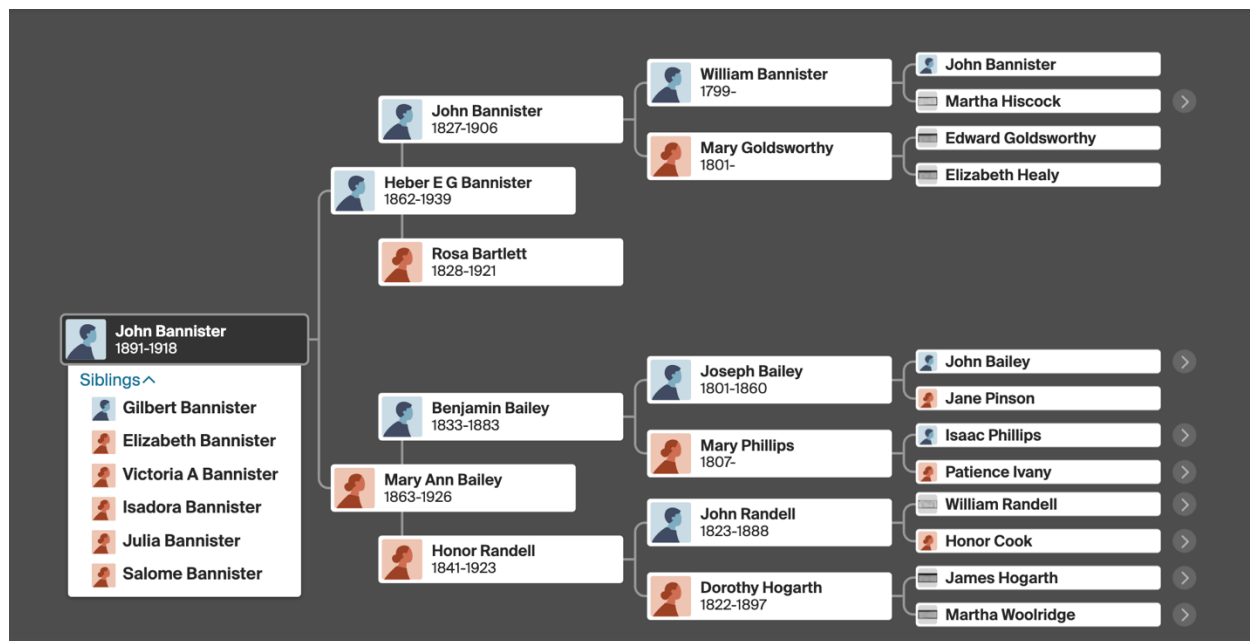 John Bannister
1891-1918
Siblings
Gilbert Bannister
Elizabeth Bannister
Victoria A Bannister
Isadora Bannister
Julia Bannister
Salome Bannister
Heber E G Bannister
1862-1939
Mary Ann Bailey
1863-1926
John Bannister
1827-1906
Rosa Bartlett
1828-1921
Benjamin Bailey
1833-1883
Honor Randell
1841-1923
William Bannister
1799-
Mary Goldsworthy
1801-
Joseph Bailey
1801-1860
Mary Phillips
1807-
John Randell
1823-1888
Dorothy Hogarth
1822-1897
John Bannister
Martha Hiscock
Edward Goldsworthy
Elizabeth Healy
John Bailey
Jane Pinson
Isaac Phillips
Patience Ivany
William Randell
Honor Cook
James Hogarth
Martha Woolridge